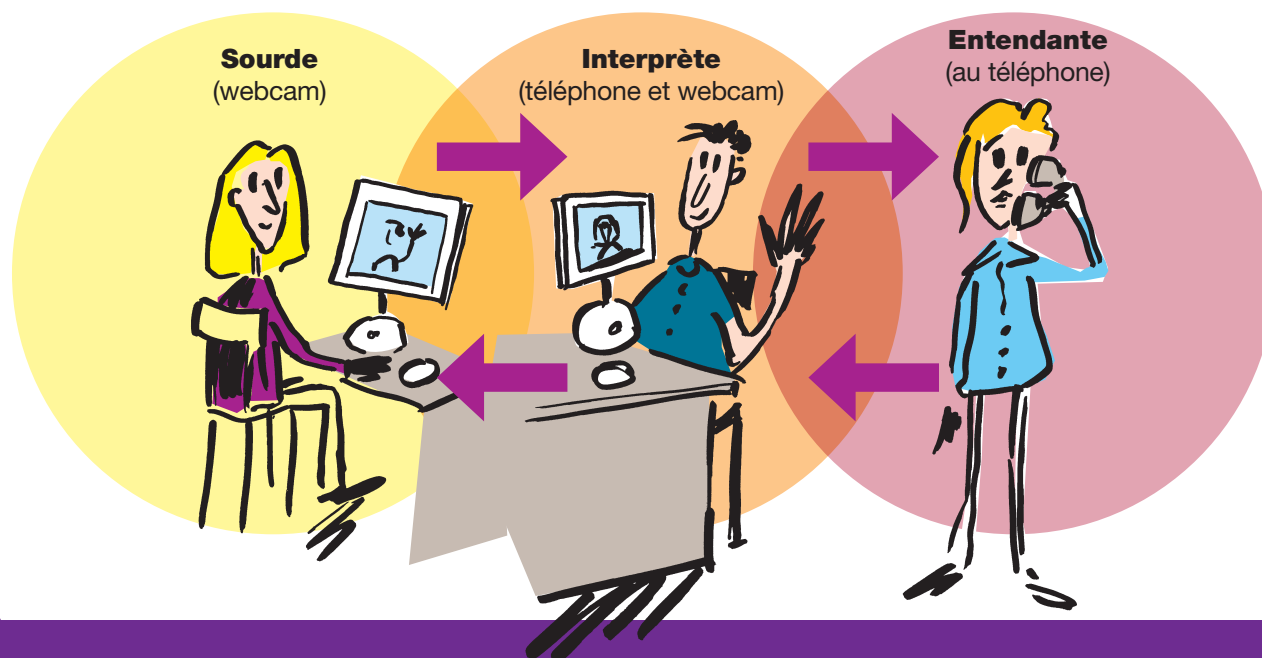 Sourde
(webcam)
Interprète
(téléphone et webcam)
Entendante
(au téléphone)